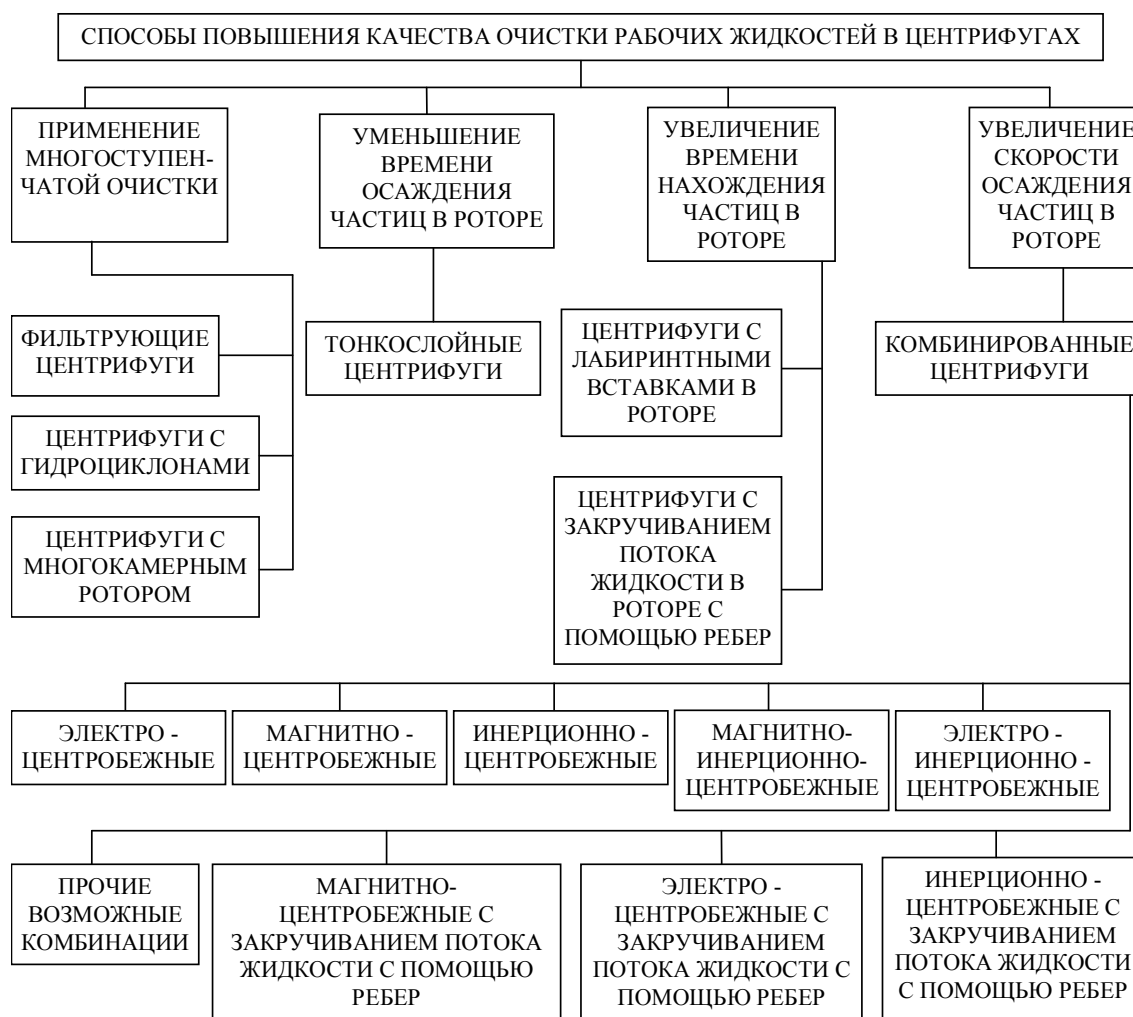 СПОСОБЫ ПОВЫШЕНИЯ КАЧЕСТВА ОЧИСТКИ РАБОЧИХ ЖИДКОСТЕЙ В ЦЕНТРИФУГАХ
ПРИМЕНЕНИЕ
МНОГОСТУПЕН-
ЧАТОЙ ОЧИСТКИ
УМЕНЬШЕНИЕ
ВРЕМЕНИ
ОСАЖДЕНИЯ
ЧАСТИЦ В РОТОРЕ
УВЕЛИЧЕНИЕ
ВРЕМЕНИ
НАХОЖДЕНИЯ
ЧАСТИЦ В
РОТОРЕ
УВЕЛИЧЕНИЕ
СКОРОСТИ
ОСАЖДЕНИЯ
ЧАСТИЦ В
РОТОРЕ
ФИЛЬТРУЮЩИЕ
ЦЕНТРИФУГИ
ТОНКОСЛОЙНЫЕ
ЦЕНТРИФУГИ
ЦЕНТРИФУГИ С
ЛАБИРИНТНЫМИ
ВСТАВКАМИ В
РОТОРЕ
КОМБИНИРОВАННЫЕ
ЦЕНТРИФУГИ
ЦЕНТРИФУГИ С
ГИДРОЦИКЛОНАМИ
ЦЕНТРИФУГИ С
МНОГОКАМЕРНЫМ
РОТОРОМ
ЦЕНТРИФУГИ С
ЗАКРУЧИВАНИЕМ
ПОТОКА
ЖИДКОСТИ В
РОТОРЕ С
ПОМОЩЬЮ РЕБЕР
ЭЛЕКТРО -
ЦЕНТРОБЕЖНЫЕ
МАГНИТНО -
ЦЕНТРОБЕЖНЫЕ
ИНЕРЦИОННО -
ЦЕНТРОБЕЖНЫЕ
МАГНИТНО-
ИНЕРЦИОННО-
ЦЕНТРОБЕЖНЫЕ
ЭЛЕКТРО -
ИНЕРЦИОННО -
ЦЕНТРОБЕЖНЫЕ
ПРОЧИЕ
ВОЗМОЖНЫЕ
КОМБИНАЦИИ
МАГНИТНО-
ЦЕНТРОБЕЖНЫЕ С
ЗАКРУЧИВАНИЕМ ПОТОКА
ЖИДКОСТИ С ПОМОЩЬЮ
РЕБЕР
ЭЛЕКТРО -
ЦЕНТРОБЕЖНЫЕ С
ЗАКРУЧИВАНИЕМ
ПОТОКА ЖИДКОСТИ С
ПОМОЩЬЮ РЕБЕР
ИНЕРЦИОННО -
ЦЕНТРОБЕЖНЫЕ С
ЗАКРУЧИВАНИЕМ
ПОТОКА ЖИДКОСТИ
С ПОМОЩЬЮ РЕБЕР